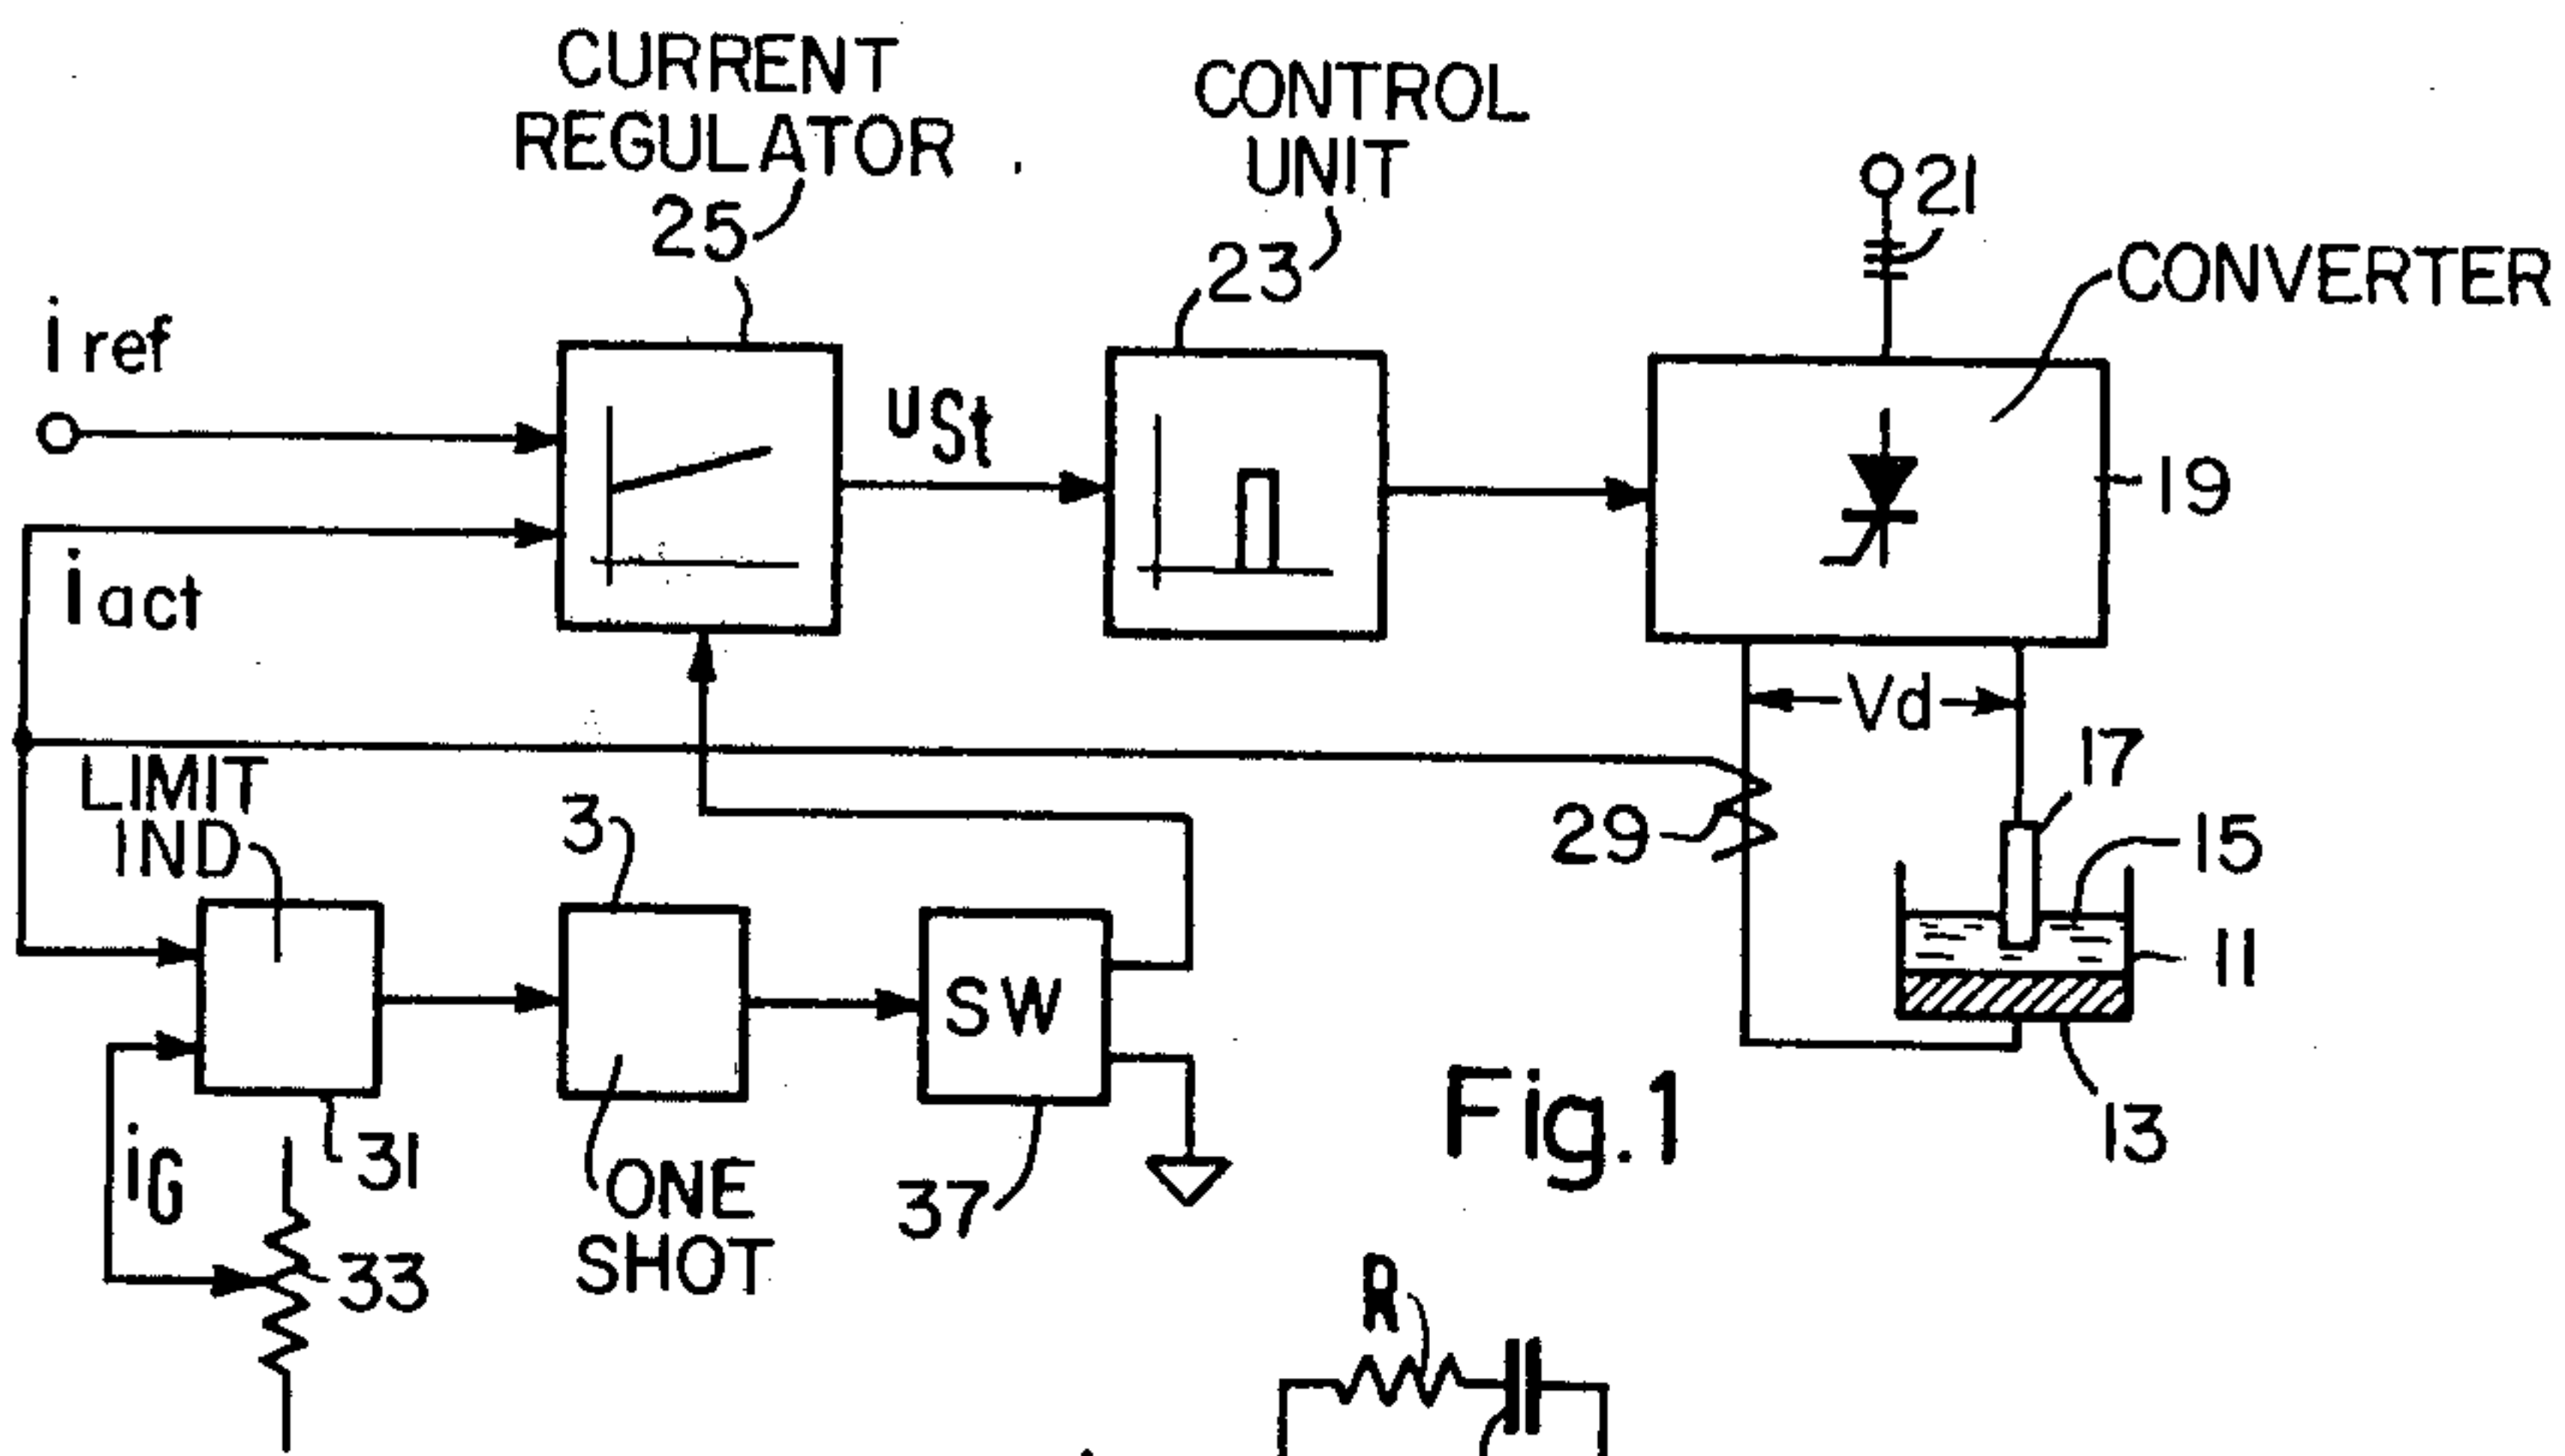 CURRENT
REGULATOR
25
CONTROL
UNIT
23
21
CONVERTER
i ref
uSt
19
i act
Vd
17
LIMIT
IND
3
29
15
11
SW
Fig. 1
13
31
iG
ONE
SHOT
37
33
R